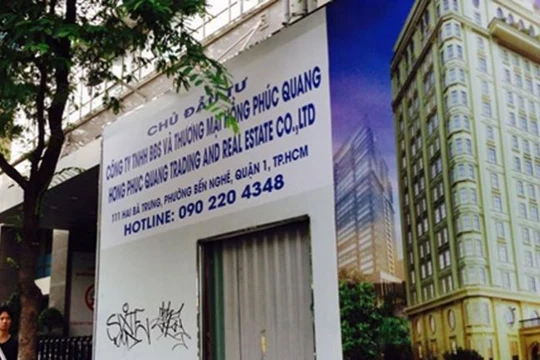 CHỦ ĐẦU TƯ
CÔNG TY TNHH BĐS VÀ THƯƠNG MẠI HỒNG PHÚC QUANG
HONG PHUC QUANG TRADING AND REAL ESTATE CO.,LTD
111 HAI BÀ TRƯNG, PHƯỜNG BẾN NGHÉ, QUẬN 1, TP.HCM
HOTLINE: 090 220 4348